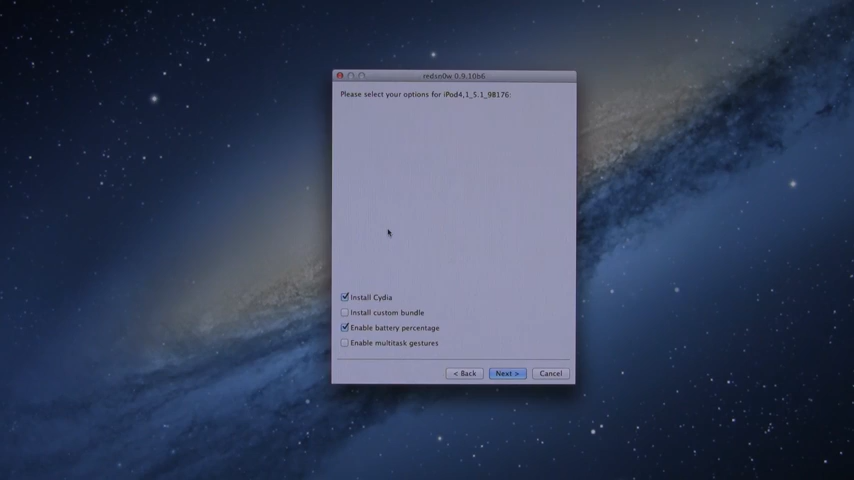 redsn0w 0.9.10b6
Please select your options for iPod4,1_5.1_9B176:
Install Cydia
Install custom bundle
Enable battery percentage
Enable multitask gestures
< Back
Next >
Cancel